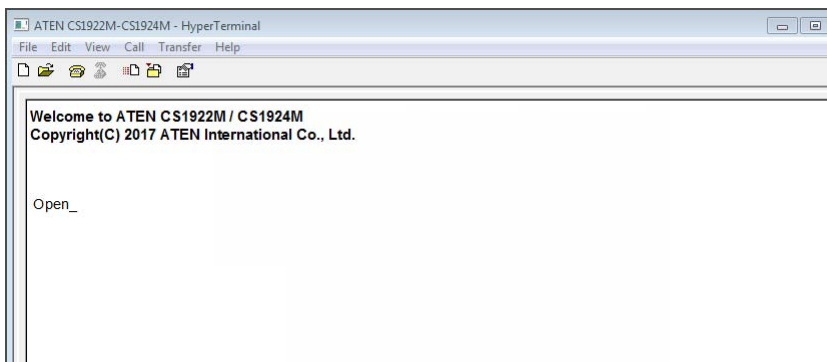 ATEN CS1922M-CS1924M - HyperTerminal
File Edit View Call Transfer Help
Welcome to ATEN CS1922M / CS1924M
Copyright(C) 2017 ATEN International Co., Ltd.
Open_